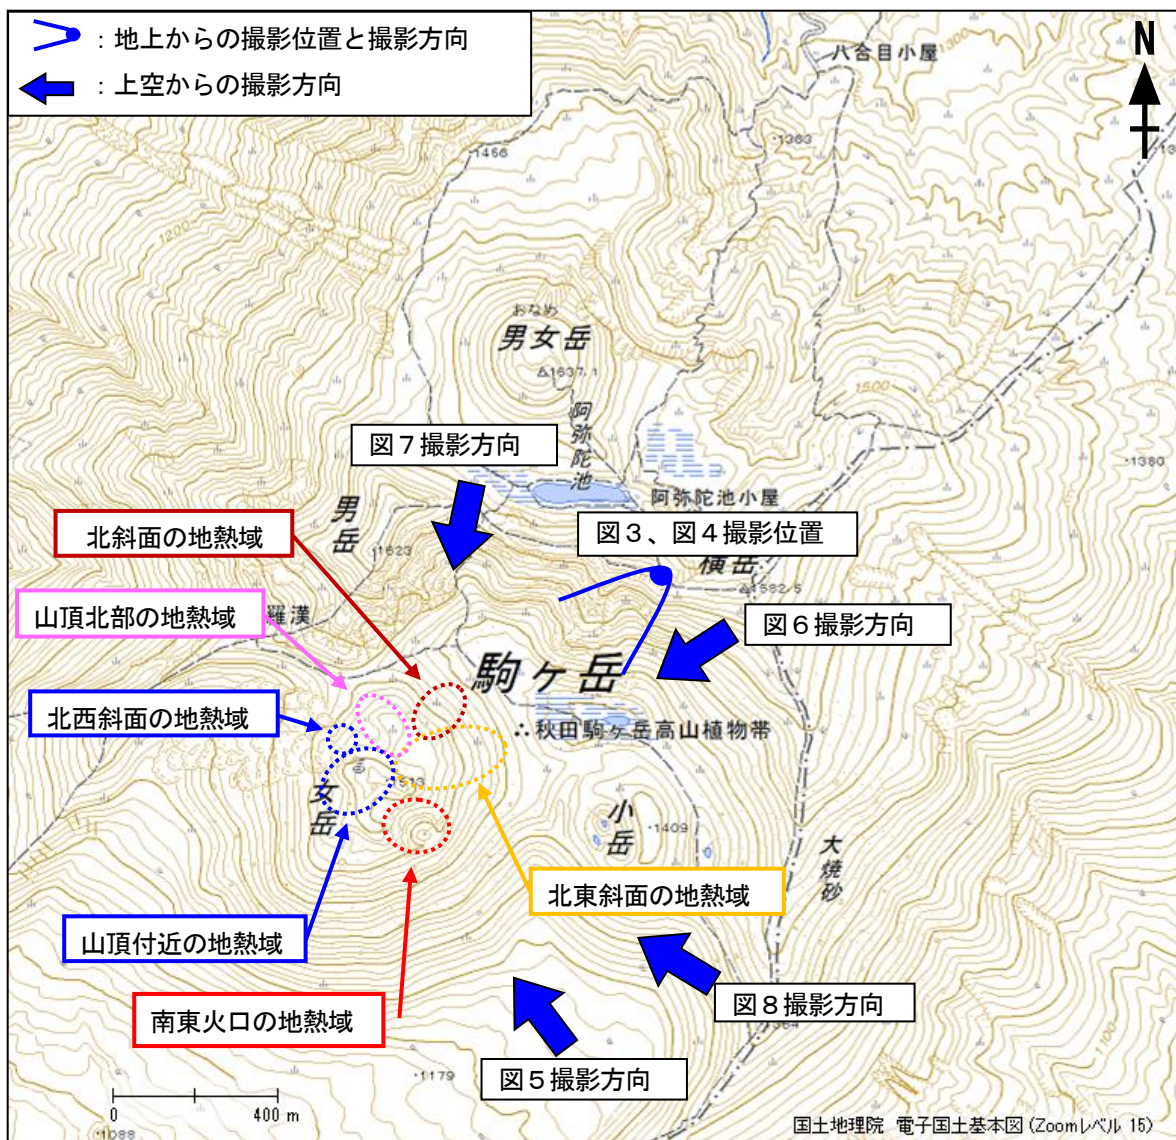 ：地上からの撮影位置と撮影方向
：上空からの撮影方向
N
八合目小屋
1300
・1363
・1456
1200
おなめ
男女岳
△1637.1
1500
阿弥陀池
図７撮影方向
・1380
阿弥陀池小屋
男岳
図３、図４撮影位置
北斜面の地熱域
・1623
横岳
△1582.5
山頂北部の地熱域
羅漢
図６撮影方向
駒ヶ岳
北西斜面の地熱域
∴秋田駒ヶ岳高山植物帯
1513
女岳
小岳
・1409
大焼砂
北東斜面の地熱域
山頂付近の地熱域
図８撮影方向
南東火口の地熱域
1364
1100
図５撮影方向
・1179
0 400 m
国土地理院 電子国土基本図(Zoomレベル 15)
・1088